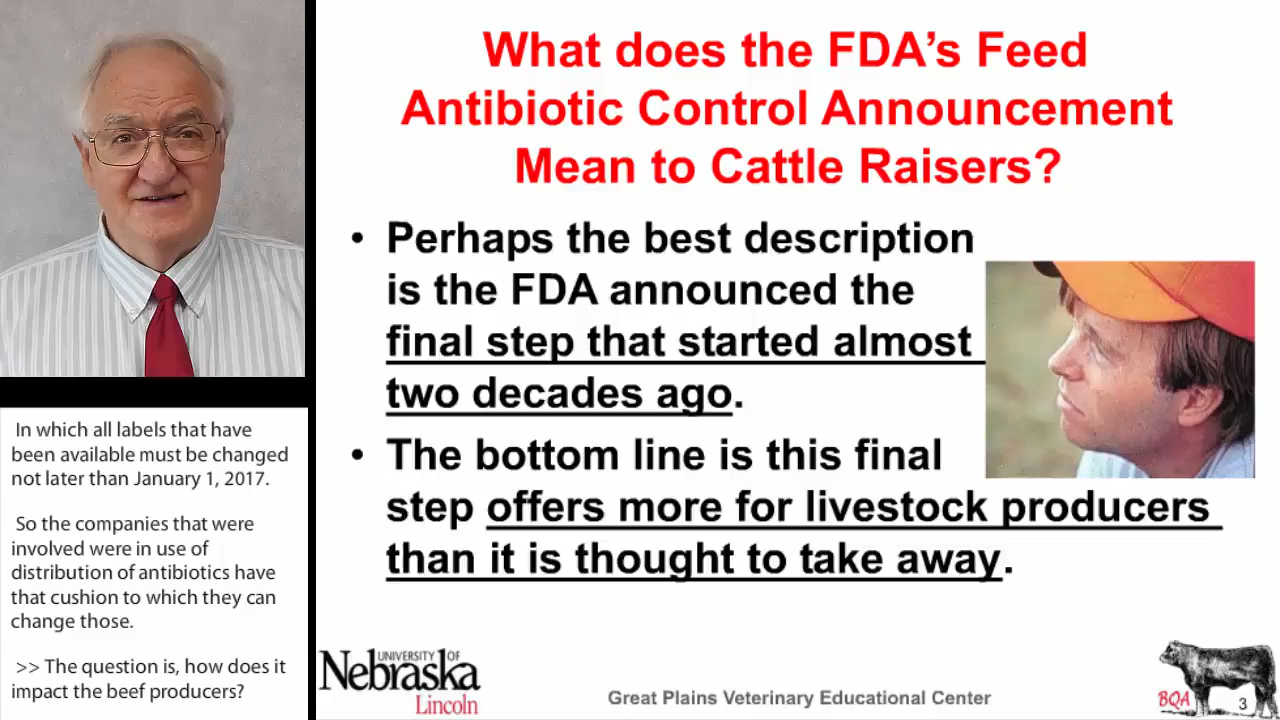 What does the FDA's Feed
Antibiotic Control Announcement
Mean to Cattle Raisers?
• Perhaps the best description
is the FDA announced the
final step that started almost
two decades ago.
• The bottom line is this final
step offers more for livestock producers
than it is thought to take away.
In which all labels that have
been available must be changed
not later than January 1, 2017.
So the companies that were
involved were in use of
distribution of antibiotics have
that cushion to which they can
change those.
>> The question is, how does it
impact the beef producers?
UNIVERSITY OF
Nebraska
Lincoln
Great Plains Veterinary Educational Center
BQA
3